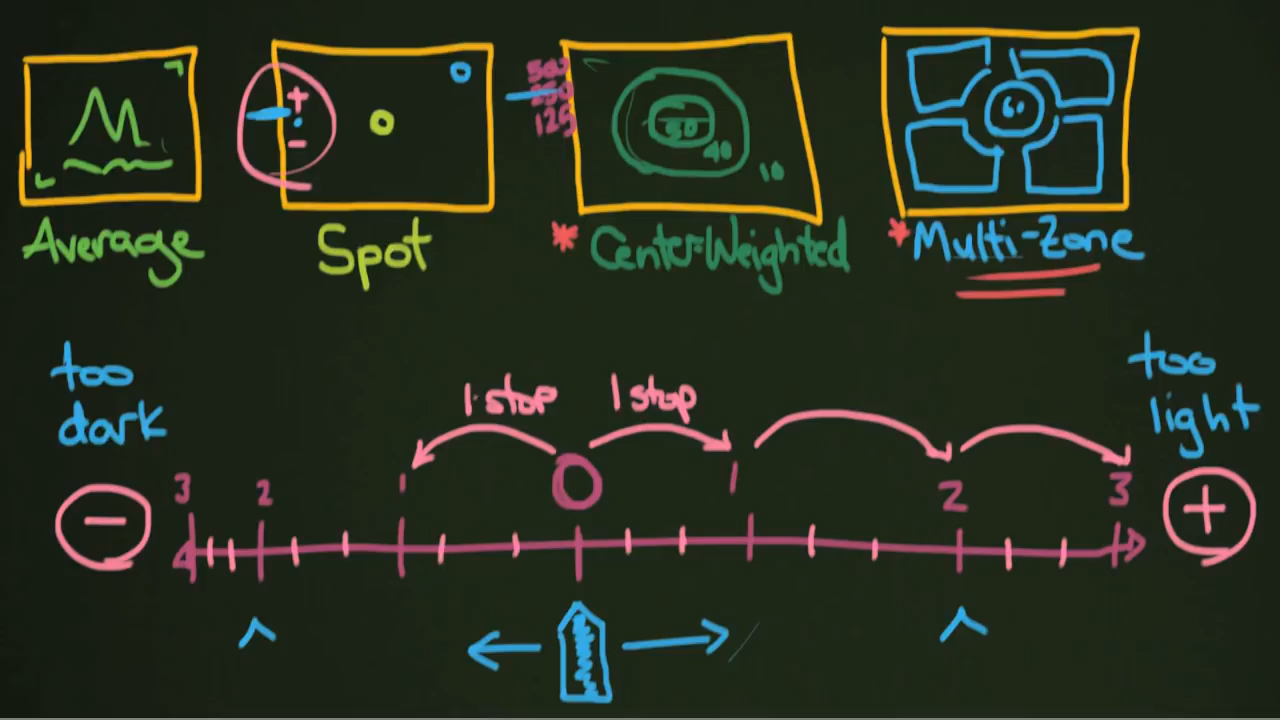 +
-
500
250
125
50
40
10
60
Average
Spot
* Center-Weighted
* Multi-Zone
too
dark
too
light
1 stop
1 stop
3 2 1 0 1 2 3
- +